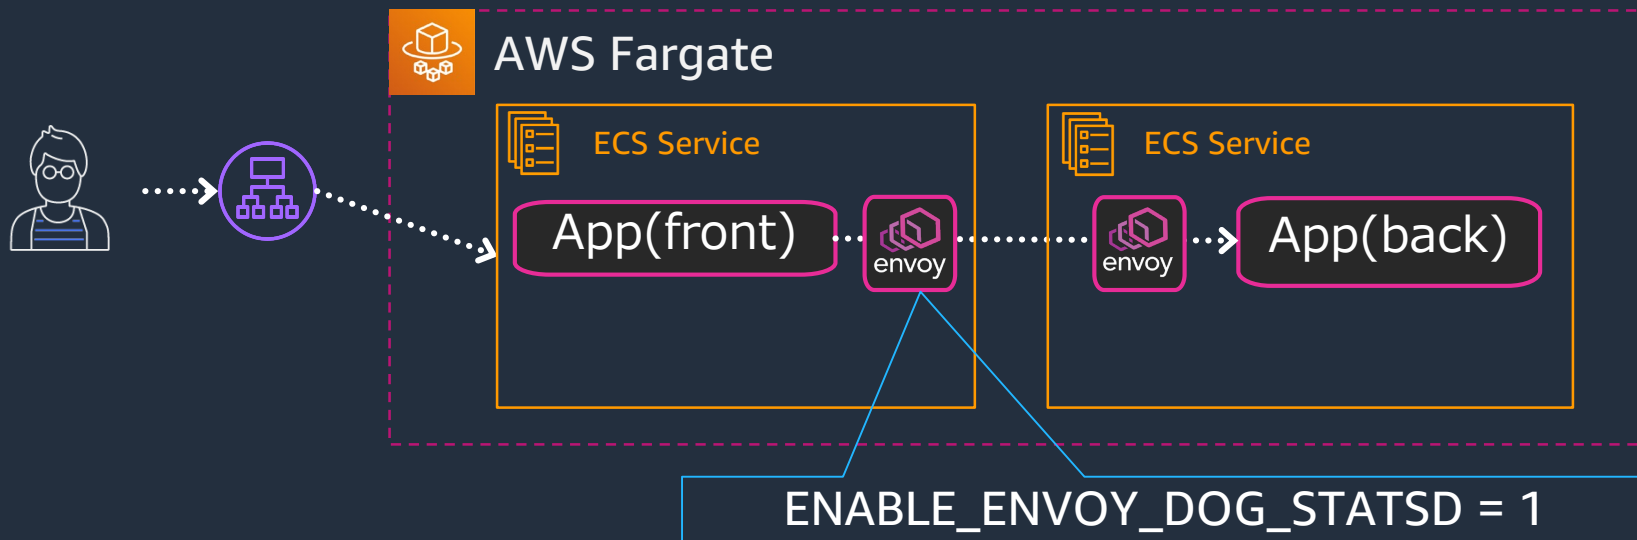 AWS Fargate
ECS Service
App(front)
envoy
ECS Service
envoy
App(back)
ENABLE_ENVOY_DOG_STATSD = 1